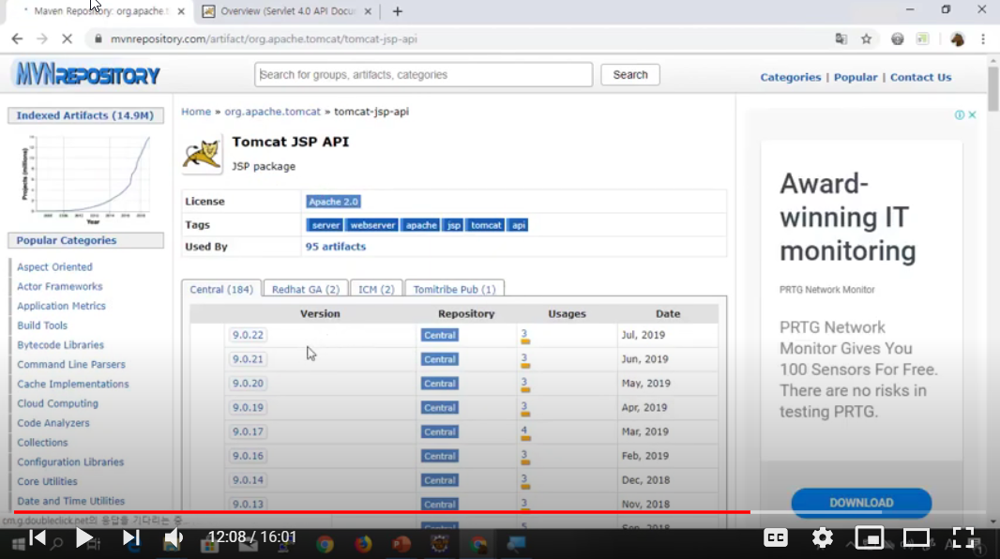 Maven Repository: org.apache.t
Overview (Servlet 4.0 API Docu
mvnrepository.com/artifact/org.apache.tomcat/tomcat-jsp-api
MVNREPOSITORY
Search for groups, artifacts, categories
Search
Categories | Popular | Contact Us
Indexed Artifacts (14.9M)
Projects (millions)
Year
Popular Categories
Aspect Oriented
Actor Frameworks
Application Metrics
Build Tools
Bytecode Libraries
Command Line Parsers
Cache Implementations
Cloud Computing
Code Analyzers
Collections
Configuration Libraries
Core Utilities
Date and Time Utilities
Home » org.apache.tomcat » tomcat-jsp-api
Tomcat JSP API
JSP package
License Apache 2.0
Tags server webserver apache jsp tomcat api
Used By 95 artifacts
Central (184) Redhat GA (2) ICM (2) Tomitribe Pub (1)
Version Repository Usages Date
9.0.22 Central 3 Jul, 2019
9.0.21 Central 3 Jun, 2019
9.0.20 Central 3 May, 2019
9.0.19 Central 3 Apr, 2019
9.0.17 Central 4 Mar, 2019
9.0.16 Central 3 Feb, 2019
9.0.14 Central 3 Dec, 2018
9.0.13 Central 3 Nov, 2018
Award-
winning IT
monitoring
PRTG Network Monitor
PRTG Network
Monitor Gives You
100 Sensors For Free.
There are no risks in
testing PRTG.
DOWNLOAD
cm.g.doubleclick.net의 응답을 기다리는 중...
12:08 / 16:01
CC